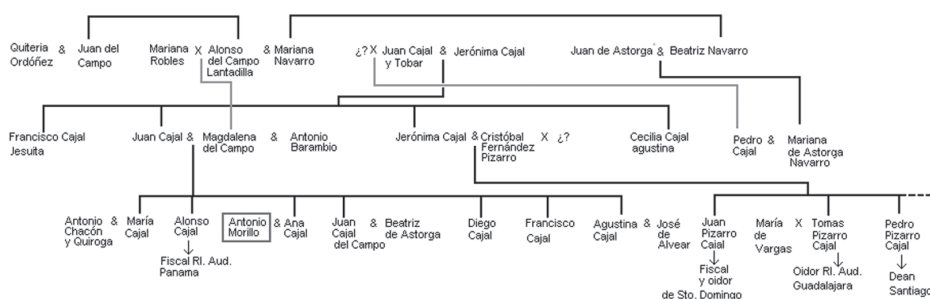 Quiteria & Juan del Mariana X Alonso & Mariana ¿? X Juan Cajal & Jerónima Cajal Juan de Astorga & Beatriz Navarro
Ordóñez Campo Robles del Campo Navarro y Tobar
Lantadilla
Francisco Cajal Juan Cajal & Magdalena & Antonio Jerónima Cajal & Cristóbal X ¿? Cecilia Cajal Pedro & Mariana
Jesuita del Campo Barambio Fernández agustina Cajal de Astorga
Pizarro Navarro
Antonio & María Alonso Antonio & Ana Juan & Beatriz Diego Francisco Agustina & José Juan María X Tomas Pedro
Chacón Cajal Cajal Morillo Cajal Cajal de Astorga Cajal Cajal Cajal de Pizarro de Pizarro Pizarro
y Quiroga del Campo Alvear Cajal Vargas Cajal Cajal
Fiscal Rl. Aud. Fiscal Oidor Rl. Aud. Dean
Panama y oidor Guadalajara Santiago
de Sto. Domingo